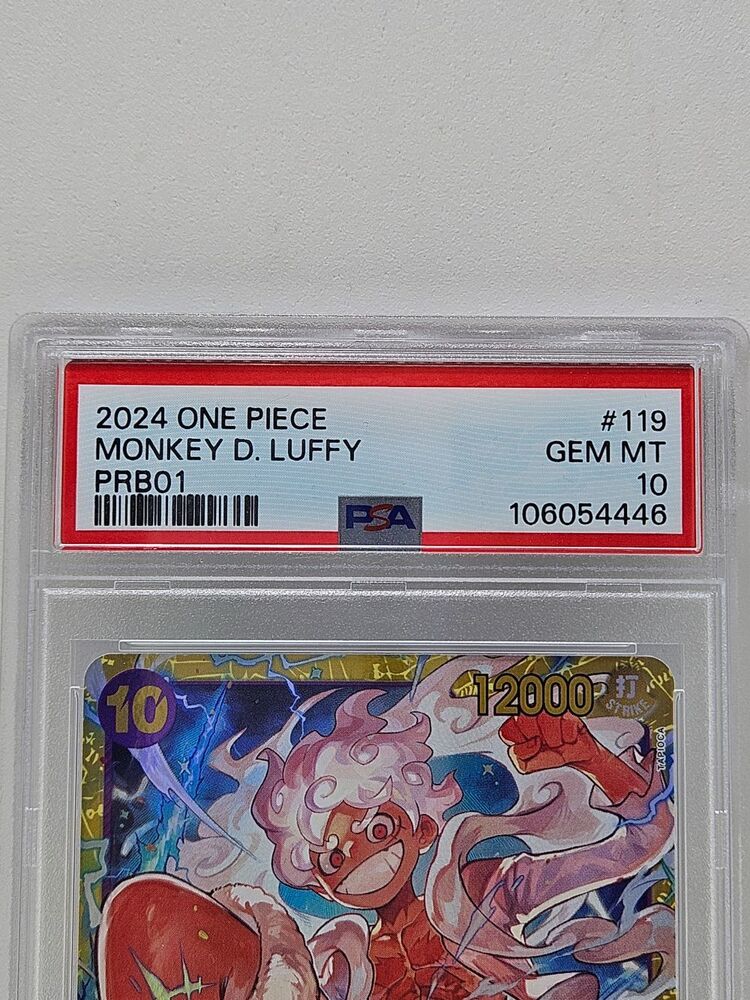 2024 ONE PIECE #119
MONKEY D. LUFFY GEM MT
PRB01 10
PSA 106054446
10 12000 打
STRIKE
TAPIOCA